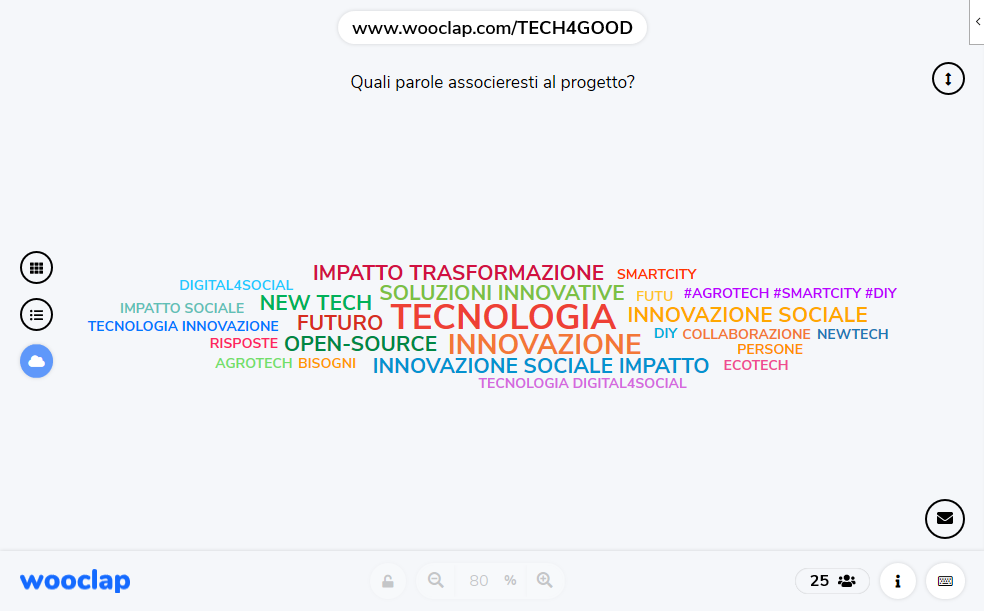 www.wooclap.com/TECH4GOOD
Quali parole associeresti al progetto?
IMPATTO TRASFORMAZIONE
SMARTCITY
DIGITAL4SOCIAL
SOLUZIONI INNOVATIVE
FUTU
#AGROTECH #SMARTCITY #DIY
IMPATTO SOCIALE
NEW TECH
TECNOLOGIA
INNOVAZIONE SOCIALE
TECNOLOGIA INNOVAZIONE
FUTURO
DIY
COLLABORAZIONE
NEWTECH
RISPOSTE
OPEN-SOURCE
INNOVAZIONE
PERSONE
AGROTECH
BISOGNI
INNOVAZIONE SOCIALE IMPATTO
ECOTECH
TECNOLOGIA DIGITAL4SOCIAL
wooclap
80 %
25
i